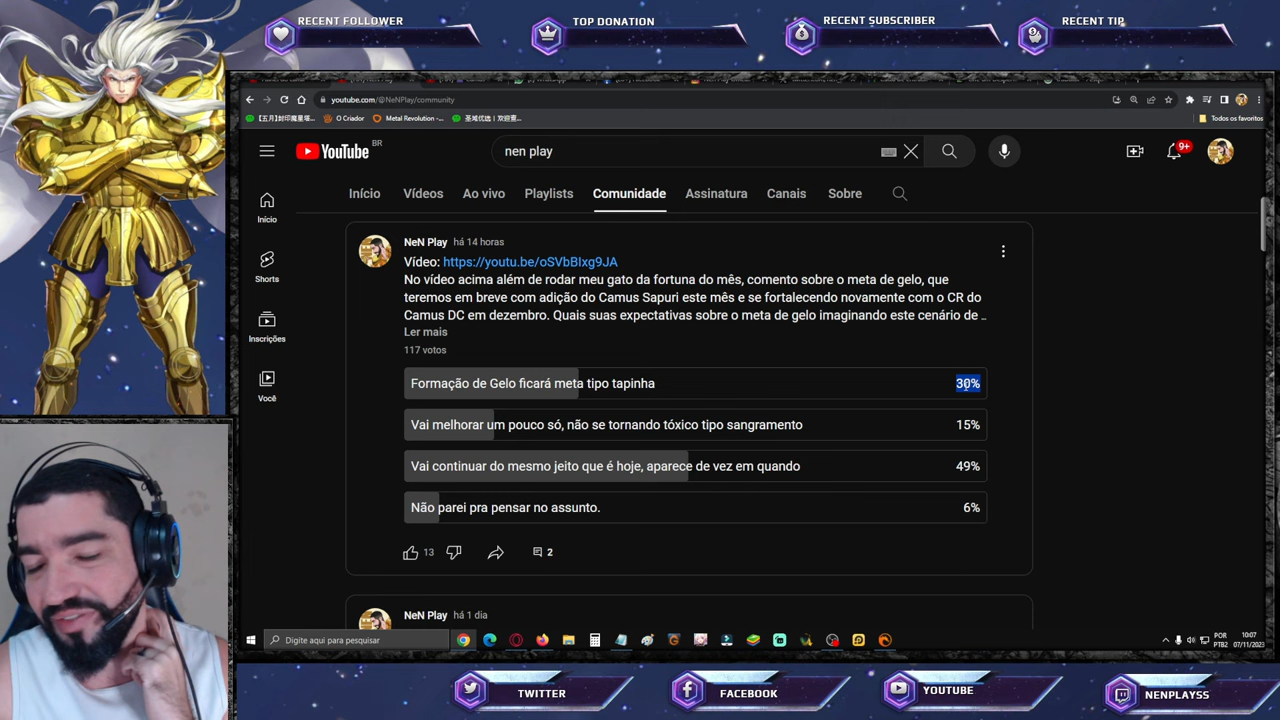 RECENT FOLLOWER
TOP DONATION
RECENT SUBSCRIBER
RECENT TIP
youtube.com/@NeNPlay/community
O Criador
Metal Revolution -...
Todos os favoritos
YouTube BR
nen play
9+
Início
Vídeos
Ao vivo
Playlists
Comunidade
Assinatura
Canais
Sobre
Início
Shorts
Inscrições
Você
NeN Play há 14 horas
Vídeo: https://youtu.be/oSVbBIxg9JA
No vídeo acima além de rodar meu gato da fortuna do mês, comento sobre o meta de gelo, que
teremos em breve com adição do Camus Sapuri este mês e se fortalecendo novamente com o CR do
Camus DC em dezembro. Quais suas expectativas sobre o meta de gelo imaginando este cenário de ..
Ler mais
117 votos
Formação de Gelo ficará meta tipo tapinha 30%
Vai melhorar um pouco só, não se tornando tóxico tipo sangramento 15%
Vai continuar do mesmo jeito que é hoje, aparece de vez em quando 49%
Não parei pra pensar no assunto. 6%
13
2
NeN Play há 1 dia
Digite aqui para pesquisar
POR
PTB2
10:07
07/11/2023
TWITTER
FACEBOOK
YOUTUBE
NENPLAYSS